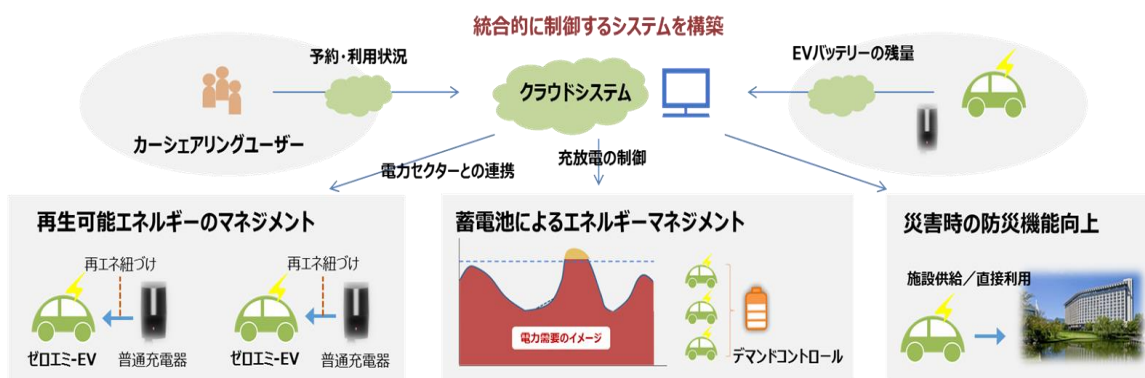 統合的に制御するシステムを構築
予約・利用状況
EVバッテリーの残量
クラウドシステム
カーシェアリングユーザー
電力セクターとの連携
充放電の制御
再生可能エネルギーのマネジメント
再エネ紐づけ
再エネ紐づけ
ゼロエミ-EV
普通充電器
ゼロエミ-EV
普通充電器
蓄電池によるエネルギーマネジメント
電力需要のイメージ
デマンドコントロール
災害時の防災機能向上
施設供給／直接利用